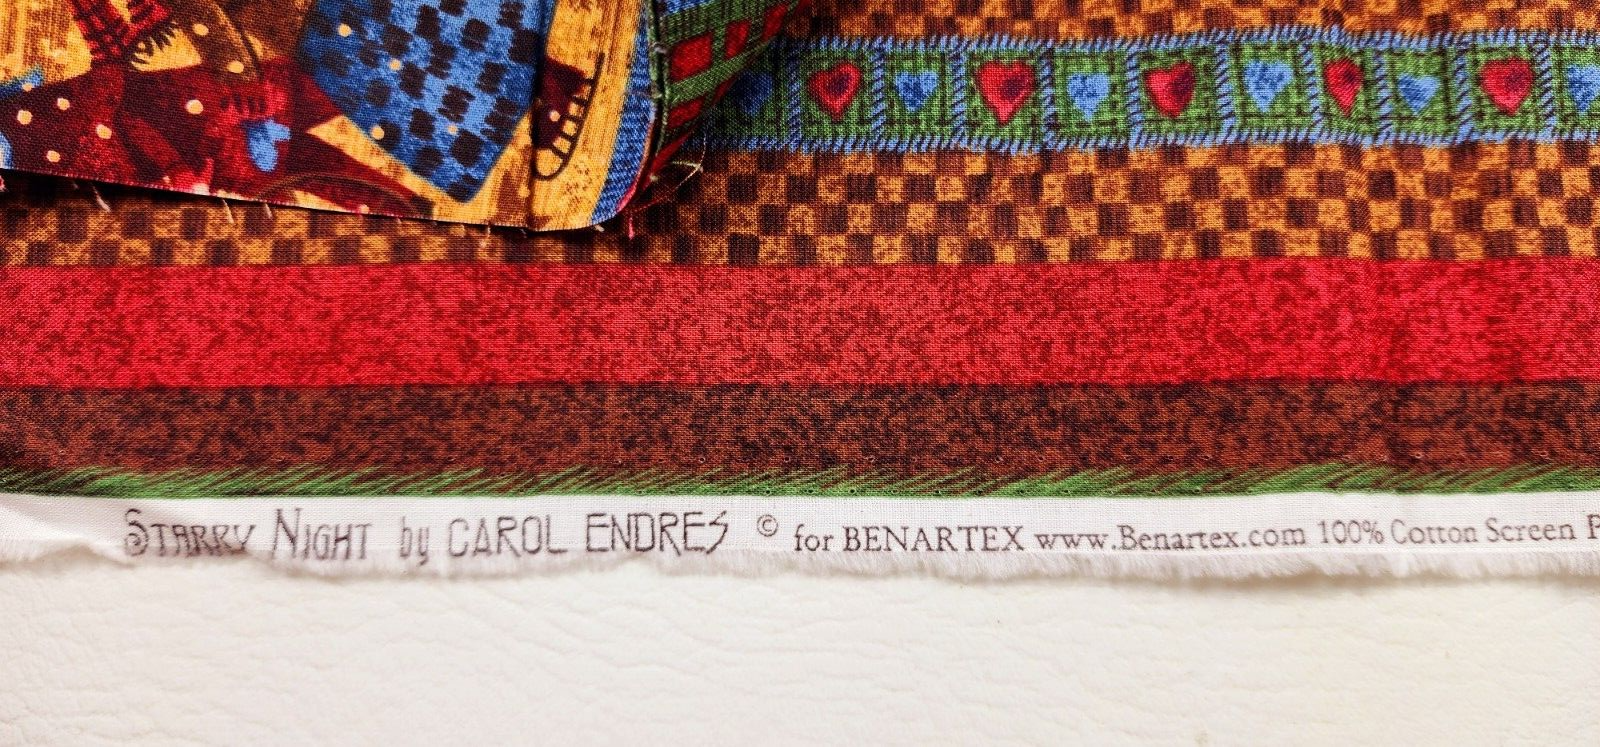 STARRY NIGHT by CAROL ENDRES © for BENARTEX www.Benartex.com 100% Cotton Screen P